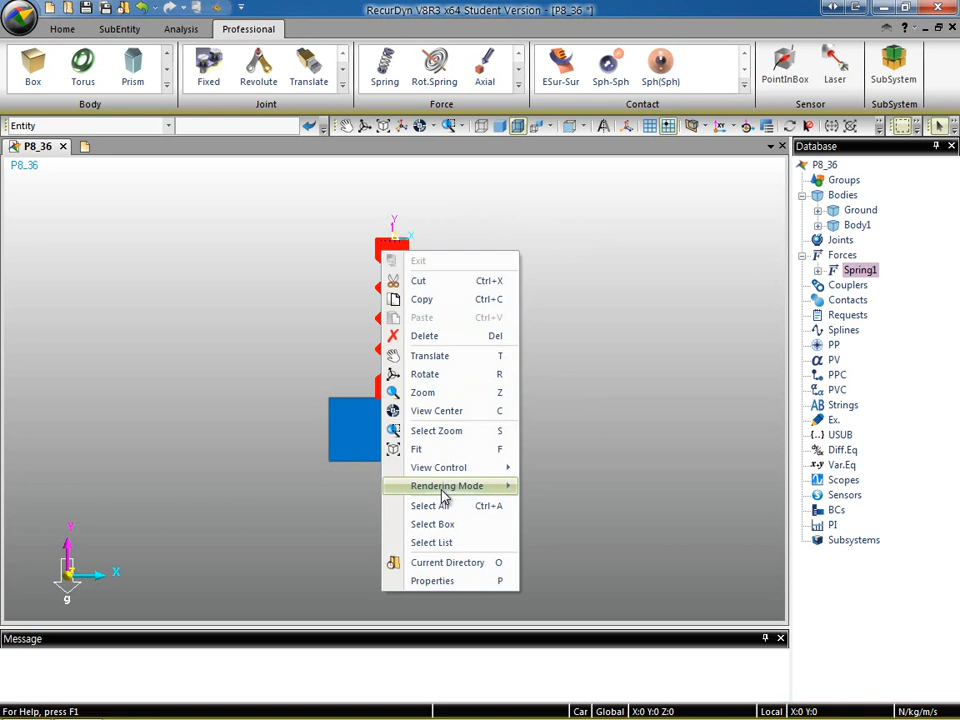 RecurDyn V8R3 x64 Student Version - [P8_36 *]
Home SubEntity Analysis Professional
Box Torus Prism Fixed Revolute Translate Spring Rot.Spring Axial ESur-Sur Sph-Sph Sph(Sph) PointInBox Laser SubSystem
Body Joint Force Contact Sensor SubSystem
Entity
P8_36
Database
P8_36
P8_36
Groups
Bodies
Ground
Body1
Joints
Forces
Spring1
Couplers
Contacts
Requests
Splines
PP
PV
PPC
PVC
Strings
Ex.
USUB
Diff.Eq
Var.Eq
Scopes
Sensors
BCs
PI
Subsystems
Y
X
Exit
Cut Ctrl+X
Copy Ctrl+C
Paste Ctrl+V
Delete Del
Translate T
Rotate R
Zoom Z
View Center C
Select Zoom S
Fit F
View Control
Rendering Mode
Select All Ctrl+A
Select Box
Select List
Current Directory O
Properties P
Y
X
g
Message
For Help, press F1 Car Global X:0 Y:0 Z:0 Local X:0 Y:0 N/kg/m/s